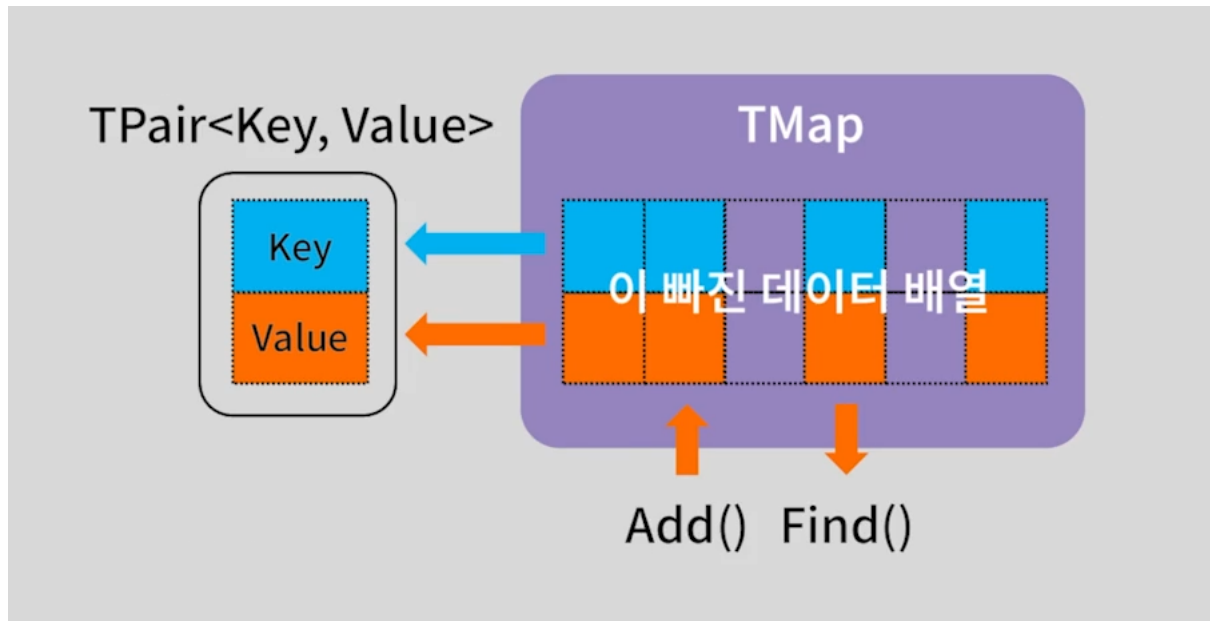 TPair<Key, Value>
TMap
Key
Value
이 빠진 데이터 배열
Add()
Find()